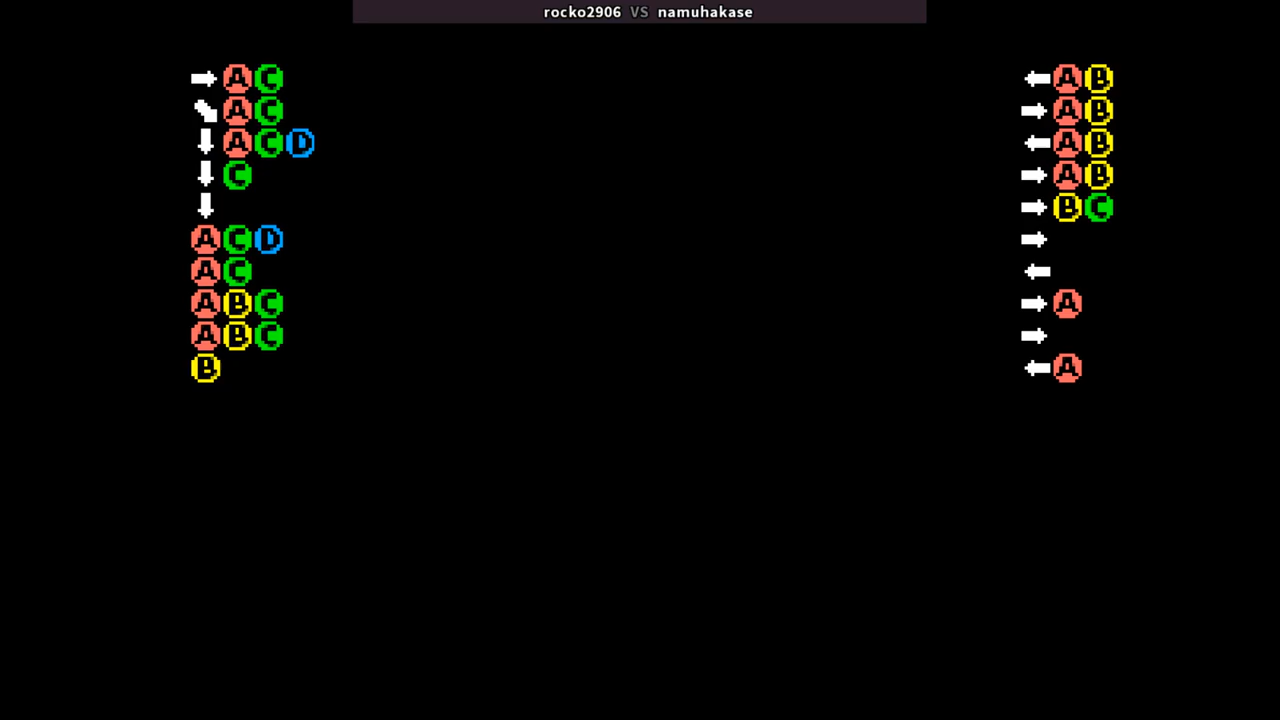 rocko2906 VS namuhakase
→ A C ← A B
↘ A C → A B
↓ A C D ← A B
↓ C → A B
↓ → B C
A C D →
A C ←
A B C → A
A B C →
B ← A